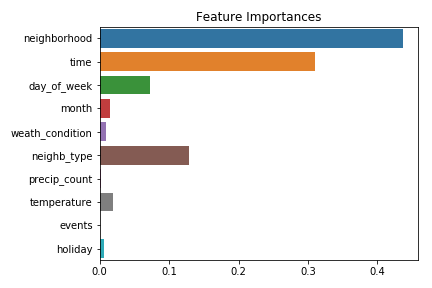 Feature Importances
neighborhood
time
day_of_week
month
weath_condition
neighb_type
precip_count
temperature
events
holiday
0.0 0.1 0.2 0.3 0.4